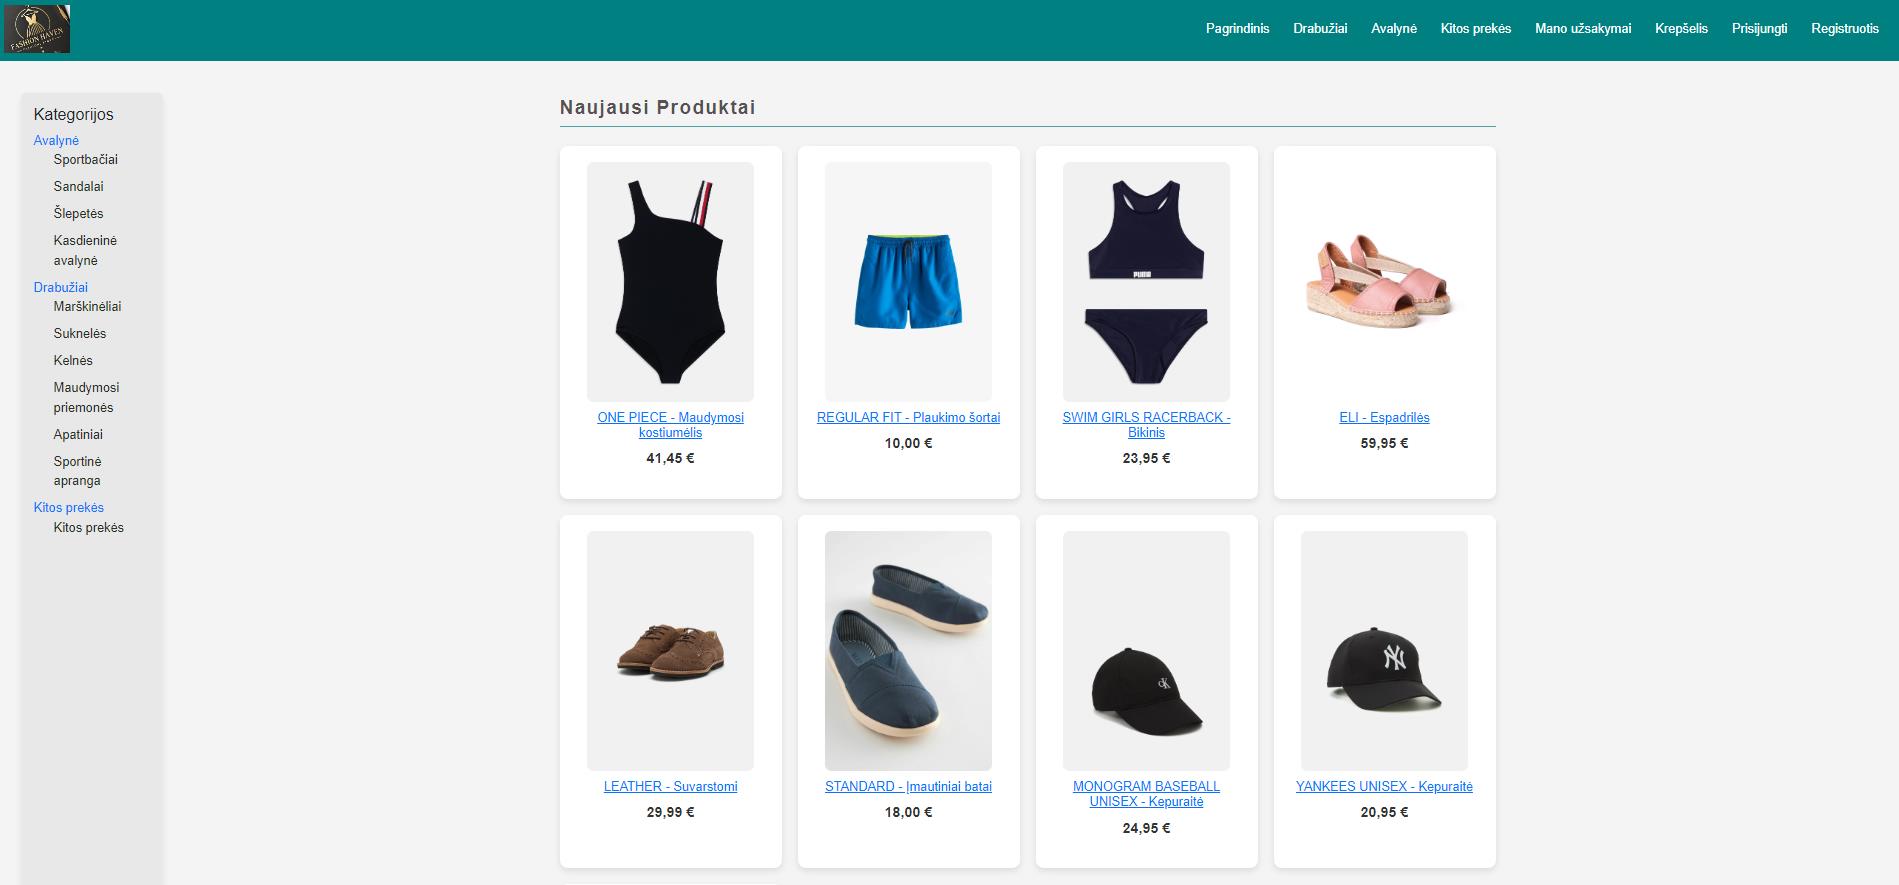 FASHION HAVEN
Pagrindinis Drabužiai Avalynė Kitos prekės Mano užsakymai Krepšelis Prisijungti Registruotis
Kategorijos
Avalynė
Sportbačiai
Sandalai
Šlepetės
Kasdieninė
avalynė
Drabužiai
Marškinėliai
Suknelės
Kelnės
Maudymosi
priemonės
Apatiniai
Sportinė
apranga
Kitos prekės
Kitos prekės
Naujausi Produktai
PUMA
ONE PIECE - Maudymosi
kostiumėlis
41,45 €
REGULAR FIT - Plaukimo šortai
10,00 €
SWIM GIRLS RACERBACK -
Bikinis
23,95 €
ELI - Espadrilės
59,95 €
CK
NY
LEATHER - Suvarstomi
29,99 €
STANDARD - Įmautiniai batai
18,00 €
MONOGRAM BASEBALL
UNISEX - Kepuraitė
24,95 €
YANKEES UNISEX - Kepuraitė
20,95 €